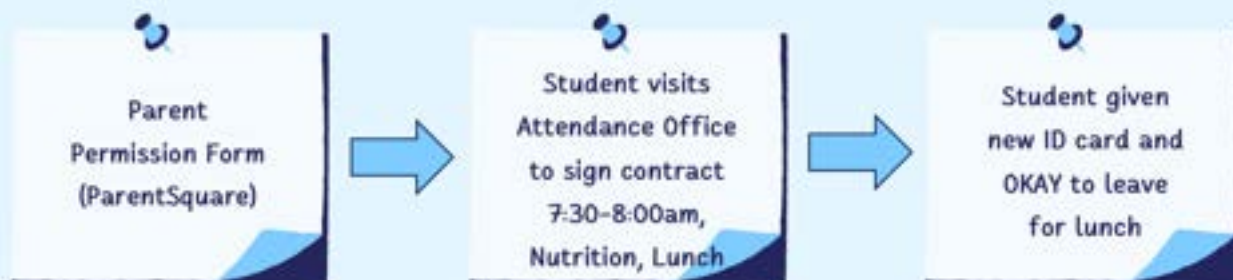 Parent
Permission Form
(ParentSquare)
Student visits
Attendance Office
to sign contract
7:30-8:00am,
Nutrition, Lunch
Student given
new ID card and
OKAY to leave
for lunch